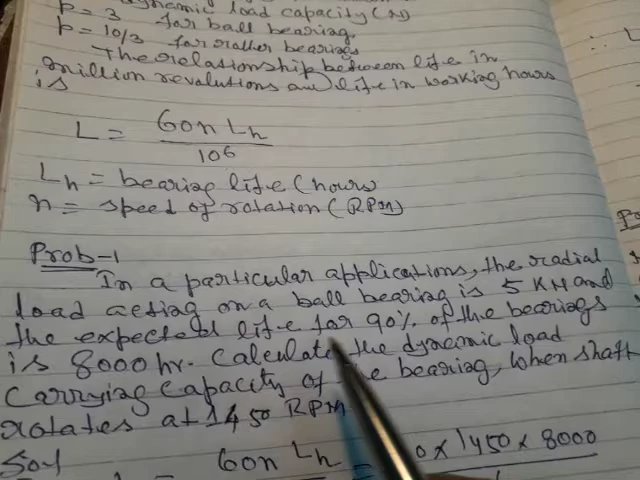 dynamic load capacity (N)
p = 3 for ball bearing
p = 10/3 for roller bearings
The relationship between life in
million revolutions and life in working hours
is
L = 60n Lh / 10^6
Lh = bearing life (hours)
n = speed of rotation (RPM)
Prob-1
In a particular applications, the radial
load acting on a ball bearing is 5 KN and
the expected life for 90% of the bearings
is 8000 hr. Calculate the dynamic load
carrying capacity of the bearing, when shaft
rotates at 1450 RPM
Sol
60n Lh = 0 x 1450 x 8000